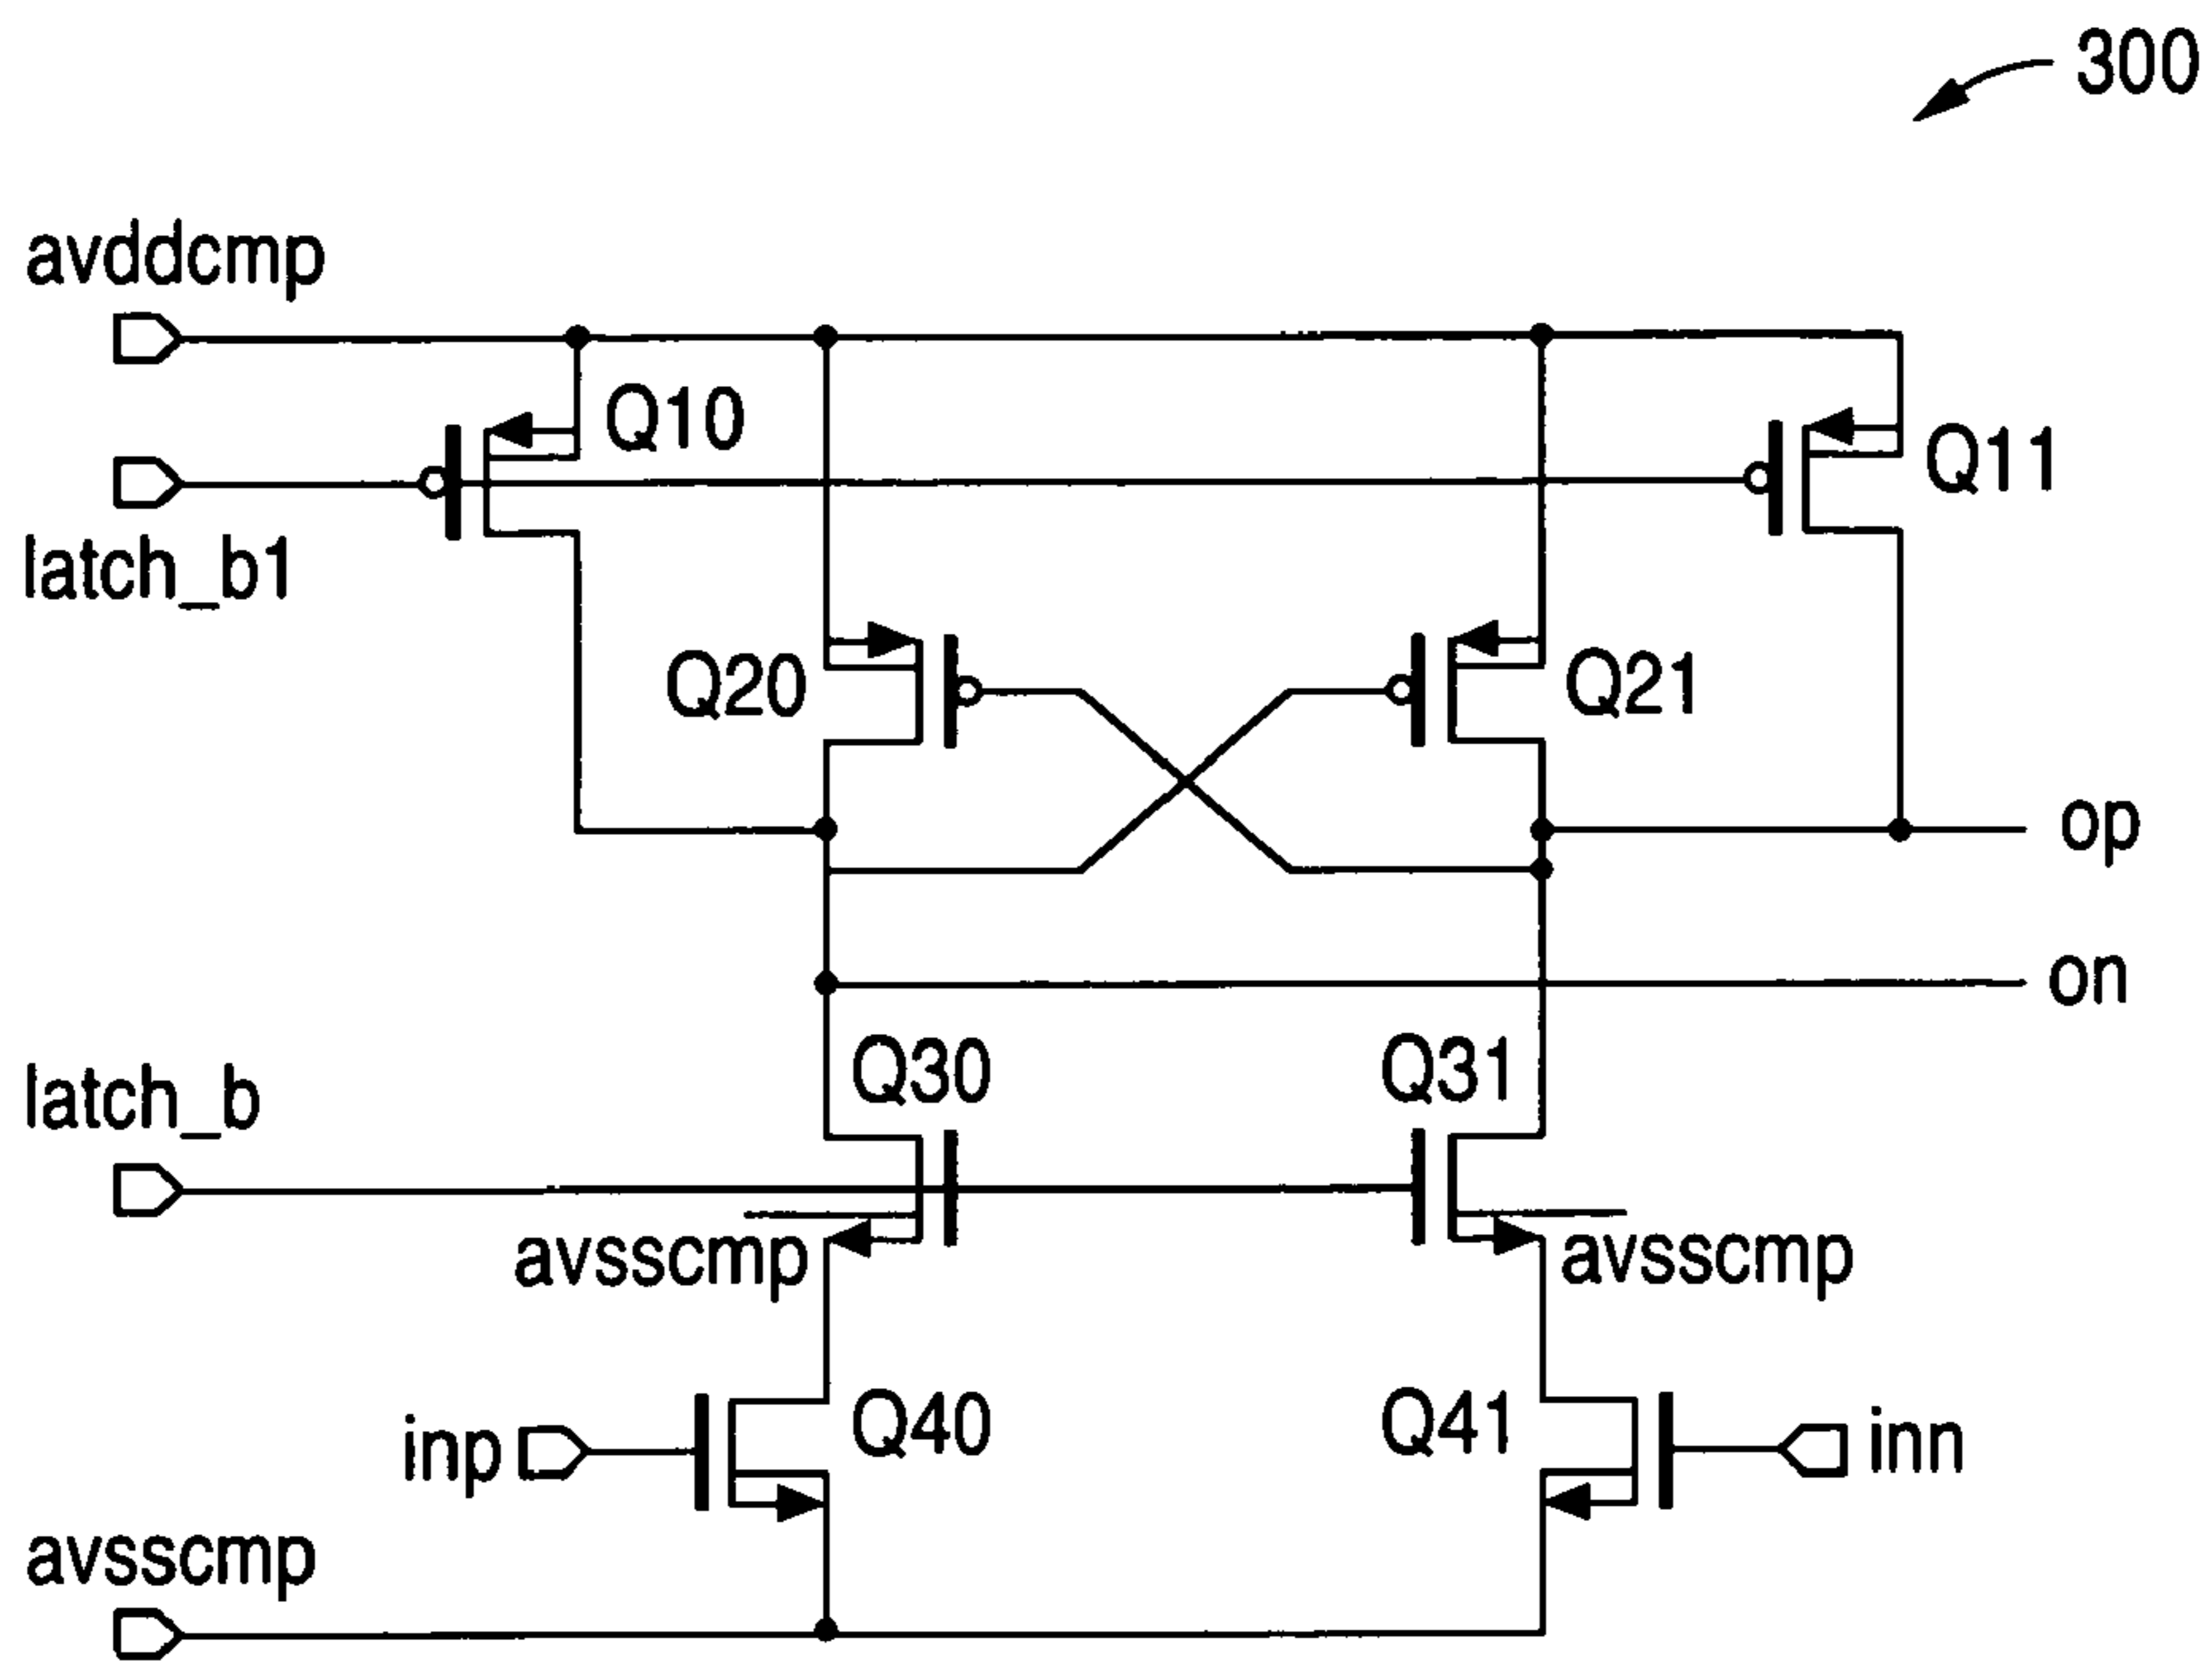 300
avddcmp
Q10
Q11
latch_b1
Q20
Q21
op
on
Q30
Q31
latch_b
avsscmp
avsscmp
inp
Q40
Q41
inn
avsscmp